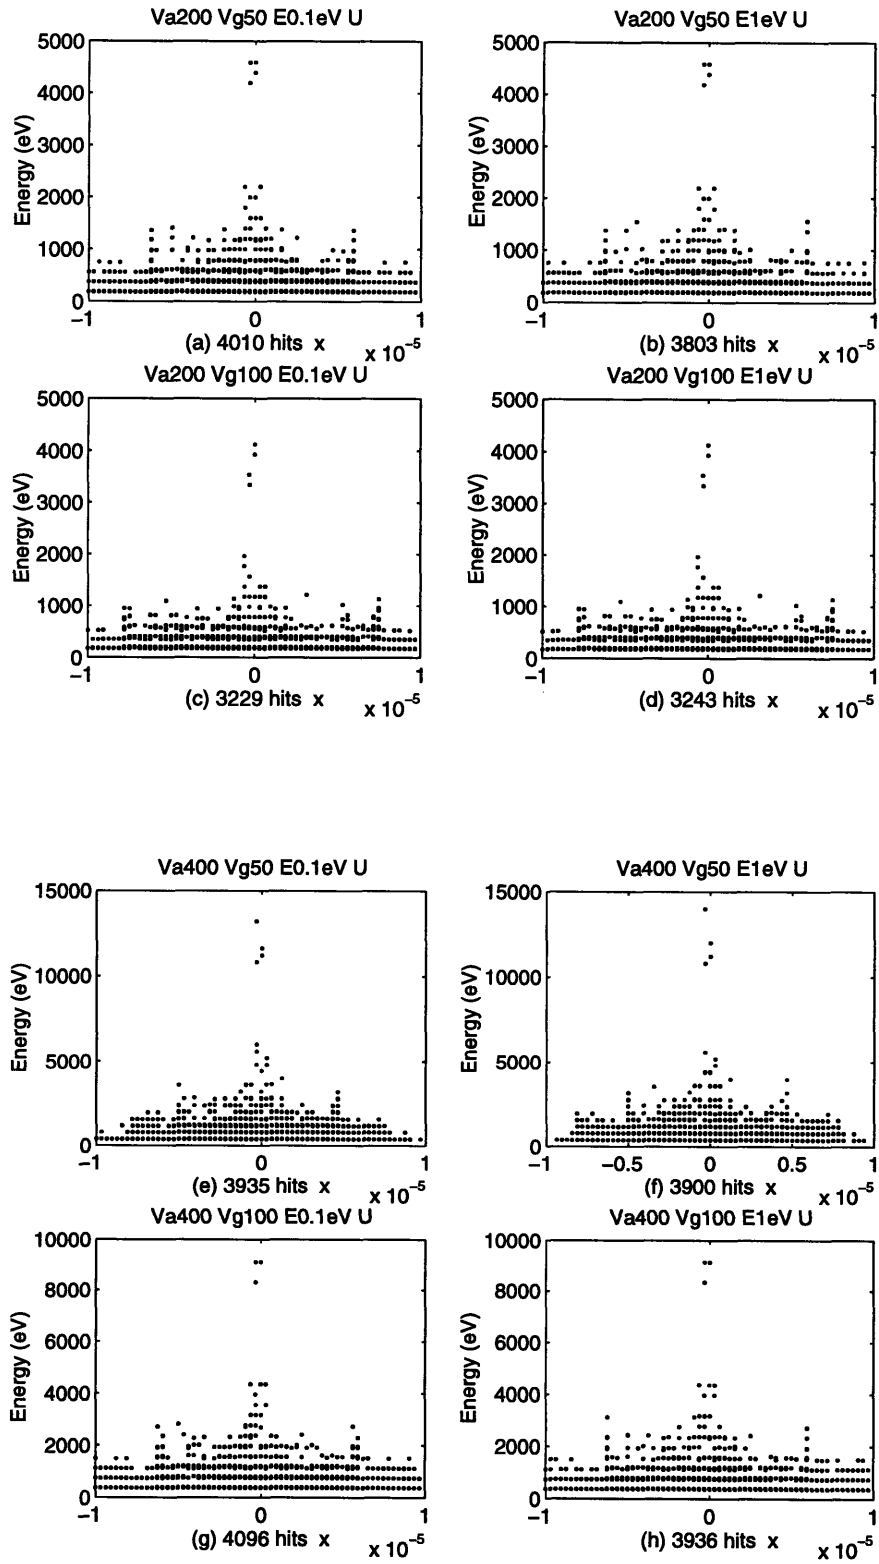 Va200 Vg50 E0.1eV U
5000
4000
3000
2000
1000
0
Energy (eV)
−1 0 1
(a) 4010 hits x
x 10⁻⁵
Va200 Vg50 E1eV U
5000
4000
3000
2000
1000
0
Energy (eV)
−1 0 1
(b) 3803 hits x
x 10⁻⁵
Va200 Vg100 E0.1eV U
5000
4000
3000
2000
1000
0
Energy (eV)
−1 0 1
(c) 3229 hits x
x 10⁻⁵
Va200 Vg100 E1eV U
5000
4000
3000
2000
1000
0
Energy (eV)
−1 0 1
(d) 3243 hits x
x 10⁻⁵
Va400 Vg50 E0.1eV U
15000
10000
5000
0
Energy (eV)
−1 0 1
(e) 3935 hits x
x 10⁻⁵
Va400 Vg50 E1eV U
15000
10000
5000
0
Energy (eV)
−1 −0.5 0 0.5 1
(f) 3900 hits x
x 10⁻⁵
Va400 Vg100 E0.1eV U
10000
8000
6000
4000
2000
0
Energy (eV)
−1 0 1
(g) 4096 hits x
x 10⁻⁵
Va400 Vg100 E1eV U
10000
8000
6000
4000
2000
0
Energy (eV)
−1 0 1
(h) 3936 hits x
x 10⁻⁵